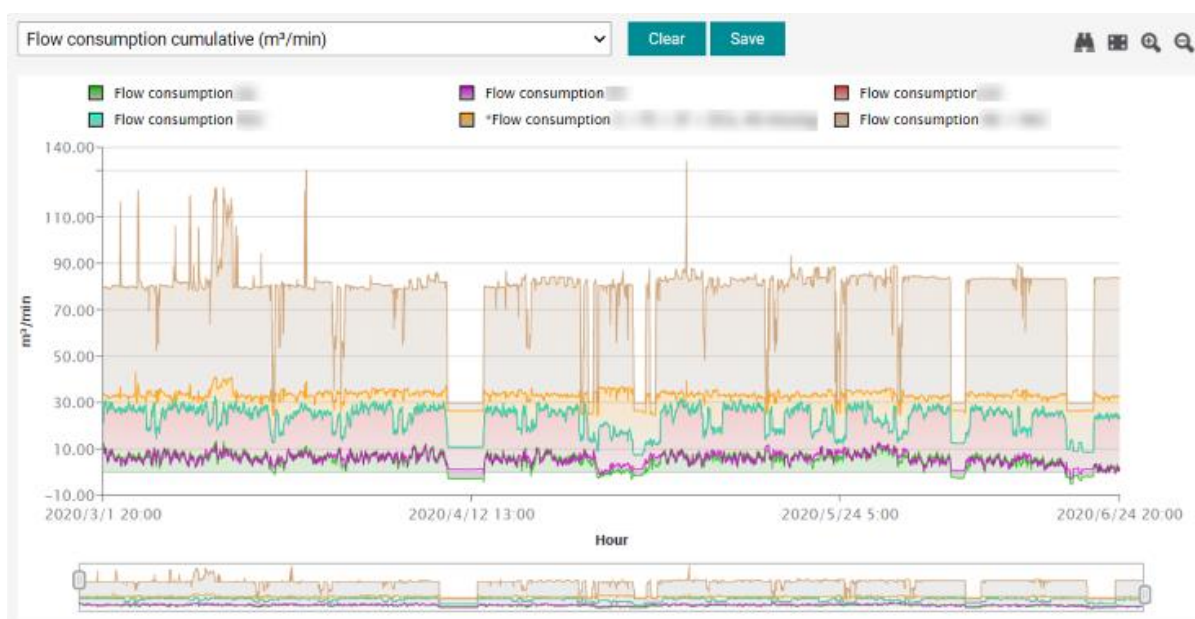 Flow consumption cumulative (m³/min)
Clear
Save
Flow consumption
Flow consumption
Flow consumption
Flow consumption
*Flow consumption
Flow consumption
140.00
110.00
90.00
70.00
50.00
30.00
10.00
-10.00
m³/min
2020/3/1 20:00
2020/4/12 13:00
2020/5/24 5:00
2020/6/24 20:00
Hour